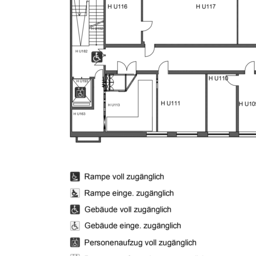 H U116
H U117
H U111
H U110
H U109
Rampe voll zugänglich
Rampe einge. zugänglich
Gebäude voll zugänglich
Gebäude einge. zugänglich
Personenaufzug voll zugänglich